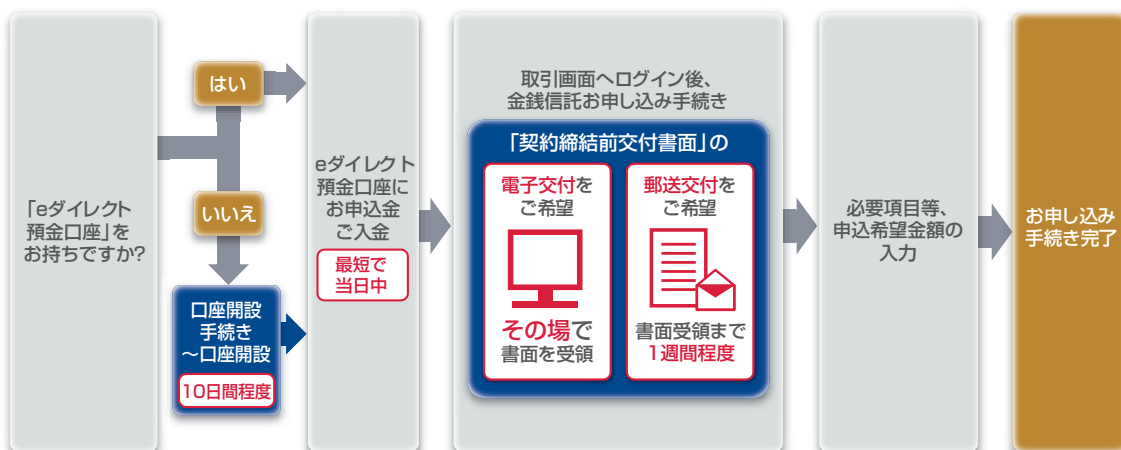 「eダイレクト
預金口座」を
お持ちですか?
はい
いいえ
口座開設
手続き
～口座開設
10日間程度
eダイレクト
預金口座に
お申込金
ご入金
最短で
当日中
取引画面へログイン後、
金銭信託お申し込み手続き
「契約締結前交付書面」の
電子交付を
ご希望
その場で
書面を受領
郵送交付を
ご希望
書面受領まで
1週間程度
必要項目等、
申込希望金額の
入力
お申し込み
手続き完了